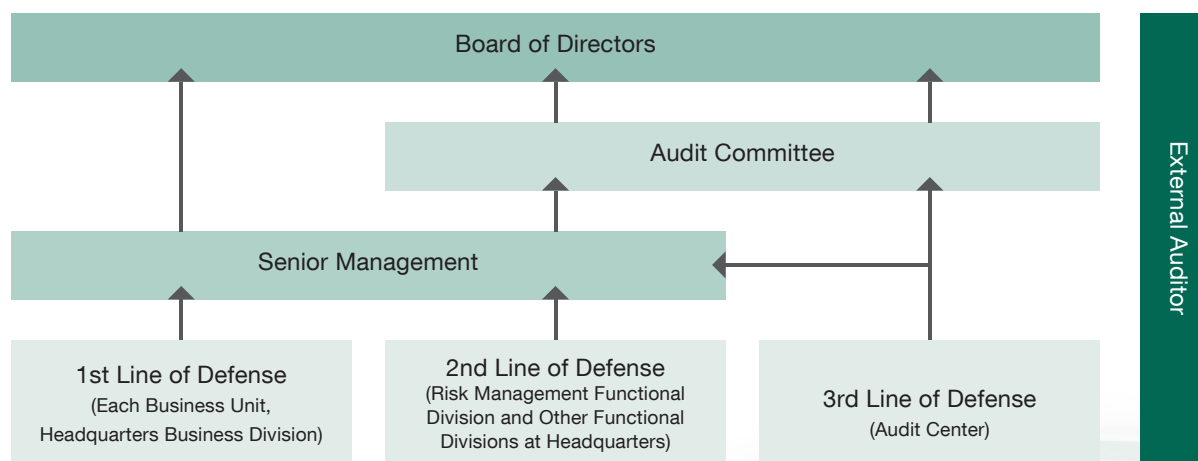 Board of Directors
Audit Committee
Senior Management
1st Line of Defense
(Each Business Unit,
Headquarters Business Division)
2nd Line of Defense
(Risk Management Functional
Division and Other Functional
Divisions at Headquarters)
3rd Line of Defense
(Audit Center)
External Auditor